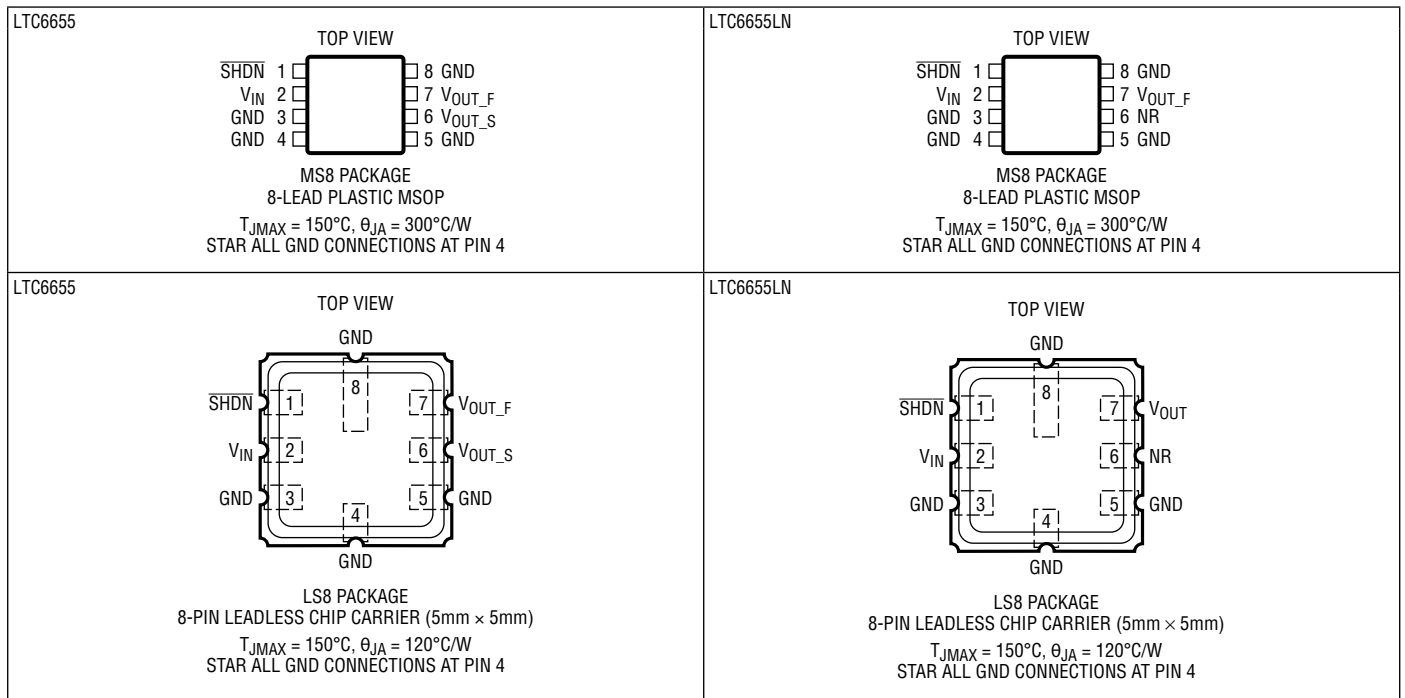 LTC6655
TOP VIEW
SHDN 1
VIN 2
GND 3
GND 4
8 GND
7 VOUT_F
6 VOUT_S
5 GND
MS8 PACKAGE
8-LEAD PLASTIC MSOP
TJMAX = 150°C, θJA = 300°C/W
STAR ALL GND CONNECTIONS AT PIN 4
LTC6655LN
TOP VIEW
SHDN 1
VIN 2
GND 3
GND 4
8 GND
7 VOUT_F
6 NR
5 GND
MS8 PACKAGE
8-LEAD PLASTIC MSOP
TJMAX = 150°C, θJA = 300°C/W
STAR ALL GND CONNECTIONS AT PIN 4
LTC6655
TOP VIEW
GND
8
SHDN 1 7 VOUT_F
VIN 2 6 VOUT_S
GND 3 5 GND
4
GND
LS8 PACKAGE
8-PIN LEADLESS CHIP CARRIER (5mm × 5mm)
TJMAX = 150°C, θJA = 120°C/W
STAR ALL GND CONNECTIONS AT PIN 4
LTC6655LN
TOP VIEW
GND
8
SHDN 1 7 VOUT
VIN 2 6 NR
GND 3 5 GND
4
GND
LS8 PACKAGE
8-PIN LEADLESS CHIP CARRIER (5mm × 5mm)
TJMAX = 150°C, θJA = 120°C/W
STAR ALL GND CONNECTIONS AT PIN 4